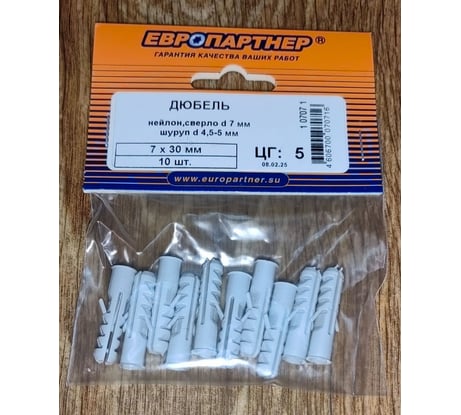 ЕВРОПАРТНЕР®
ГАРАНТИЯ КАЧЕСТВА ВАШИХ РАБОТ
ДЮБЕЛЬ
нейлон,сверло d 7 мм
шуруп d 4,5-5 мм
7 х 30 мм
10 шт.
ЦГ: 5
08.02.25
1 0707 1
4 606700 070716
www.europartner.su